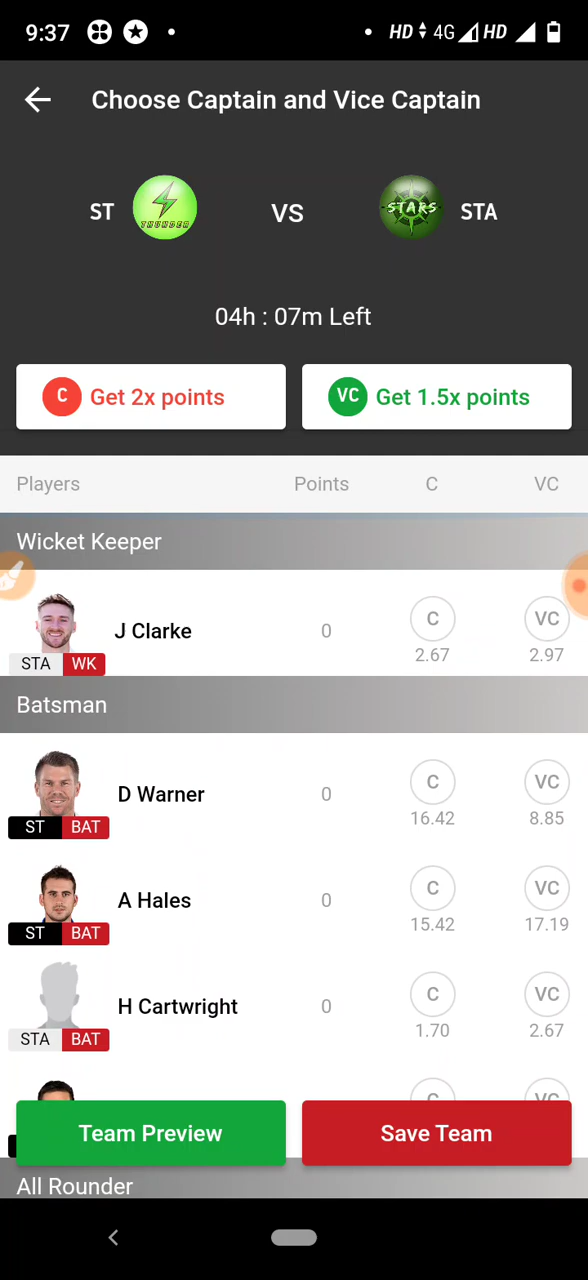 9:37 HD 4G HD
Choose Captain and Vice Captain
ST THUNDER VS STARS STA
04h : 07m Left
C Get 2x points VC Get 1.5x points
Players Points C VC
Wicket Keeper
J Clarke 0 C VC
2.67 2.97
STA WK
Batsman
D Warner 0 C VC
16.42 8.85
ST BAT
A Hales 0 C VC
15.42 17.19
ST BAT
H Cartwright 0 C VC
1.70 2.67
STA BAT
C VC
Team Preview Save Team
All Rounder